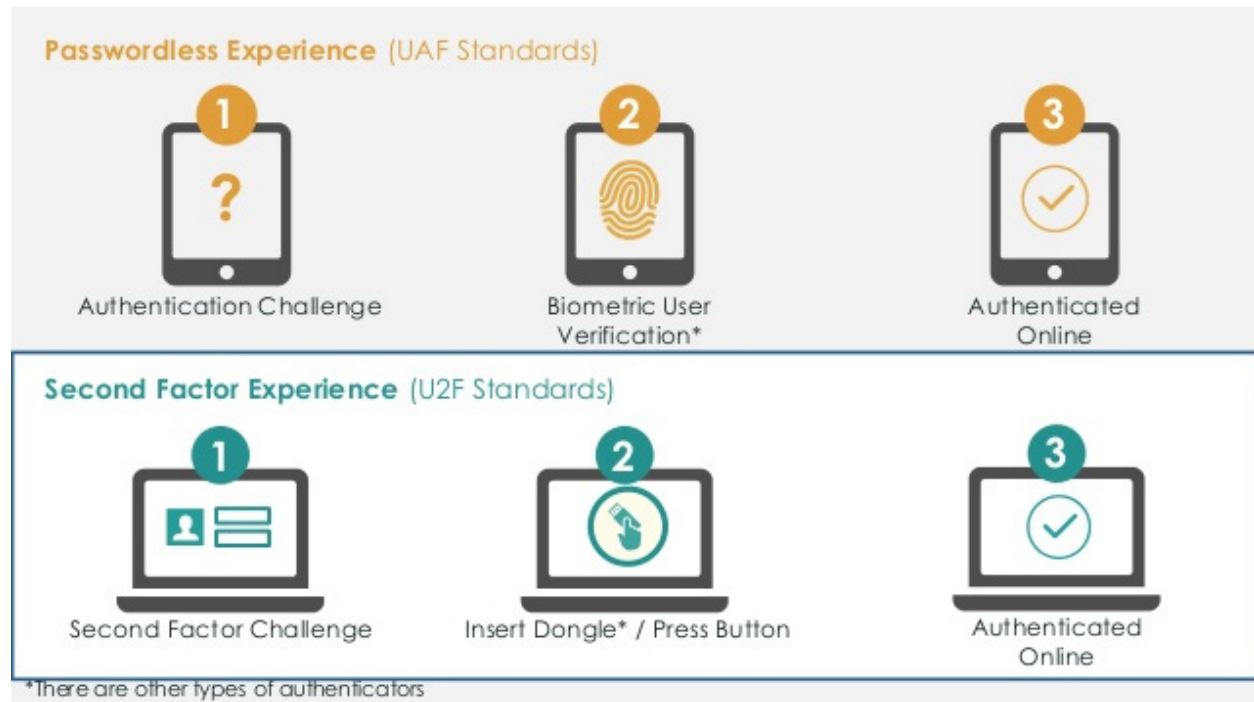 Passwordless Experience (UAF Standards)
1
2
3
?
Authentication Challenge
Biometric User
Verification*
Authenticated
Online
Second Factor Experience (U2F Standards)
1
2
3
Second Factor Challenge
Insert Dongle* / Press Button
Authenticated
Online
*There are other types of authenticators